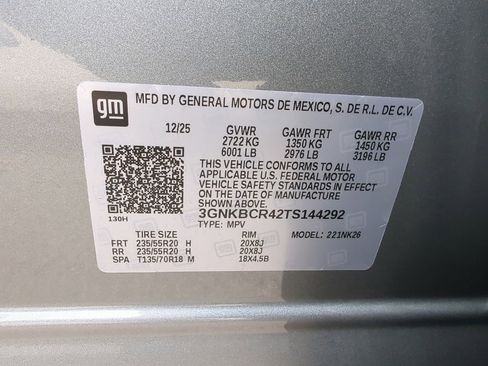 gm
MFD BY GENERAL MOTORS DE MEXICO, S. DE R.L. DE C.V.
12/25 GVWR GAWR FRT GAWR RR
2722 KG 1350 KG 1450 KG
6001 LB 2976 LB 3196 LB
THIS VEHICLE CONFORMS TO ALL
APPLICABLE U.S. FEDERAL MOTOR
VEHICLE SAFETY STANDARDS IN EFFECT
ON THE DATE OF MANUFACTURE
SHOWN ABOVE.
130H 3GNKBCR42TS144292
TYPE: MPV MODEL: 221NK26
TIRE SIZE RIM
FRT 235/55R20 H 20X8J
RR 235/55R20 H 20X8J
SPA T135/70R18 M 18X4.5B